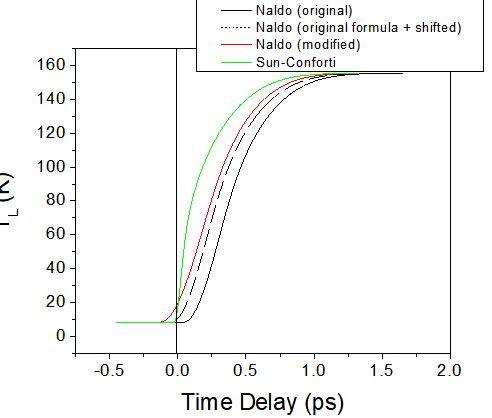 Naldo (original)
Naldo (original formula + shifted)
Naldo (modified)
Sun-Conforti
160
140
120
100
80
60
40
20
0
(K)
-0.5
0.0
0.5
1.0
1.5
2.0
Time Delay (ps)